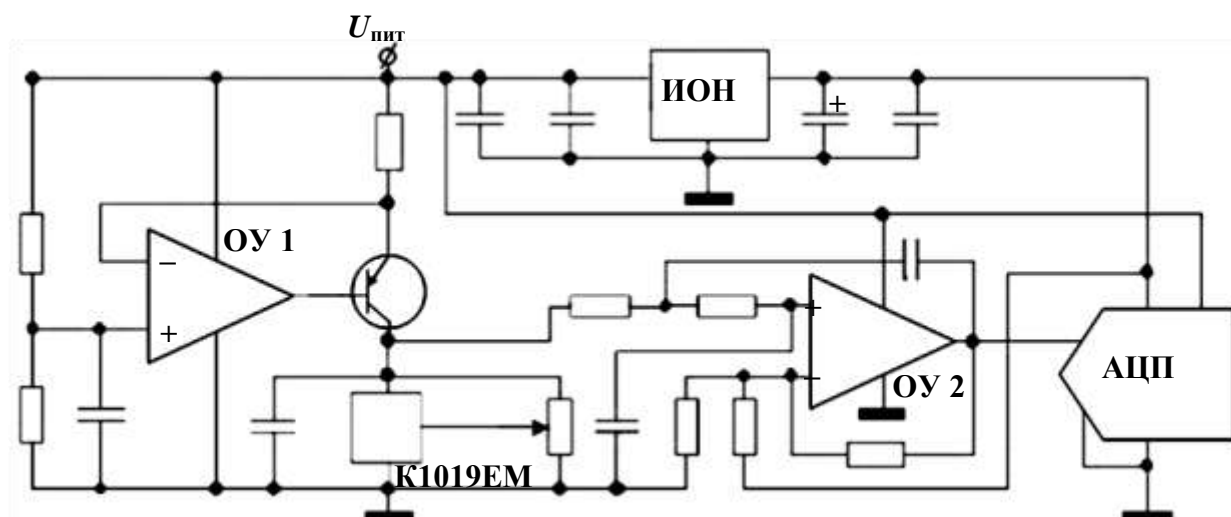 Uпит
ИОН
+
ОУ 1
−
+
+
−
ОУ 2
АЦП
К1019ЕМ